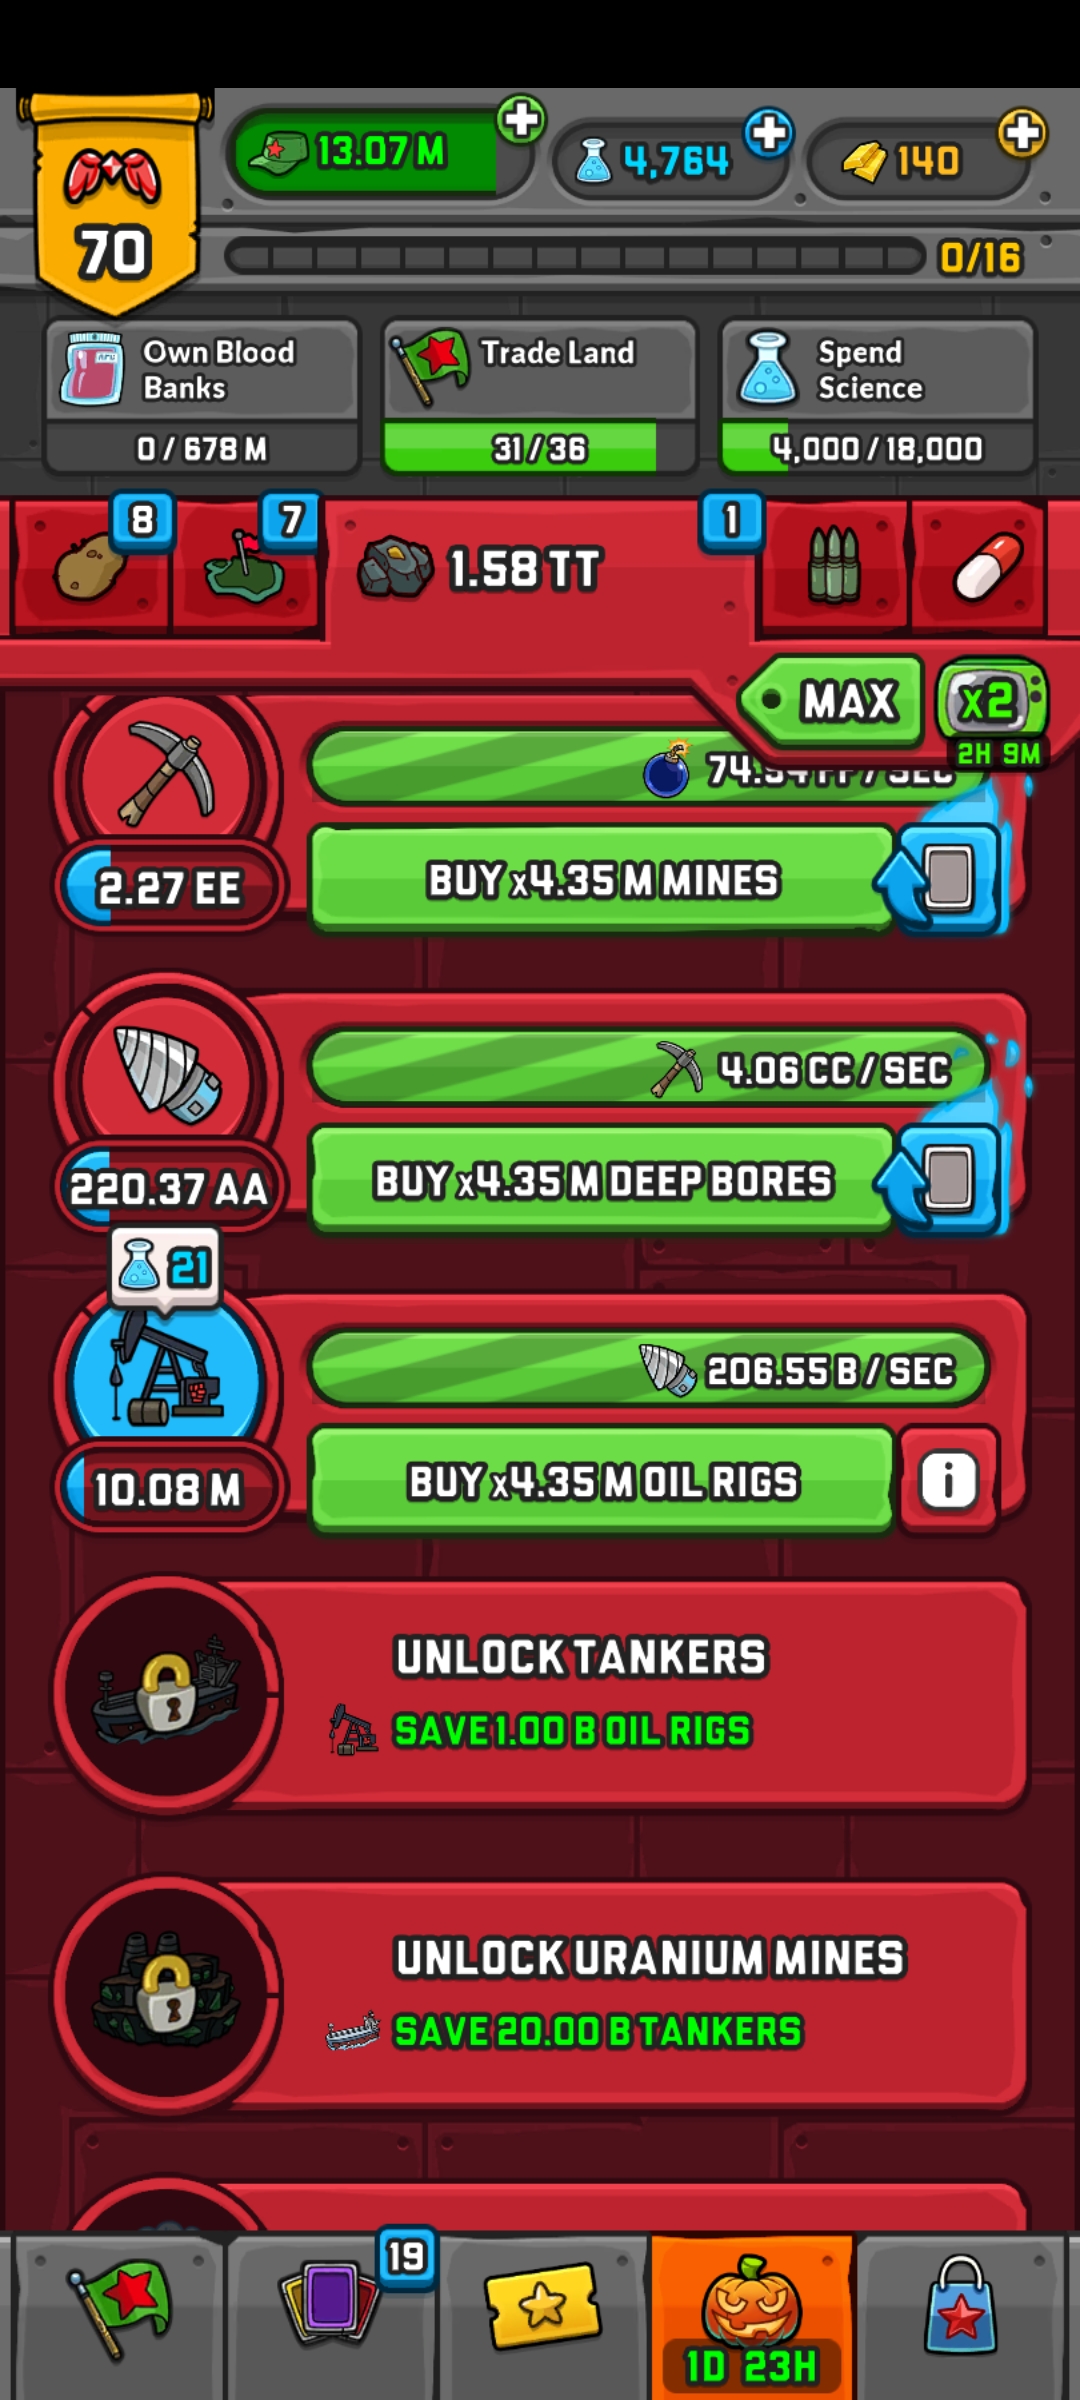 13.07 M
4,764
140
70
0/16
Own Blood
Banks
0 / 678 M
Trade Land
31 / 36
Spend
Science
4,000 / 18,000
8
7
1.58 TT
1
MAX
x2
2H 9M
/ SEC
2.27 EE
BUY x4.35 M MINES
4.06 CC / SEC
220.37 AA
BUY x4.35 M DEEP BORES
21
206.55 B / SEC
10.08 M
BUY x4.35 M OIL RIGS
i
UNLOCK TANKERS
SAVE 1.00 B OIL RIGS
UNLOCK URANIUM MINES
SAVE 20.00 B TANKERS
19
1D 23H